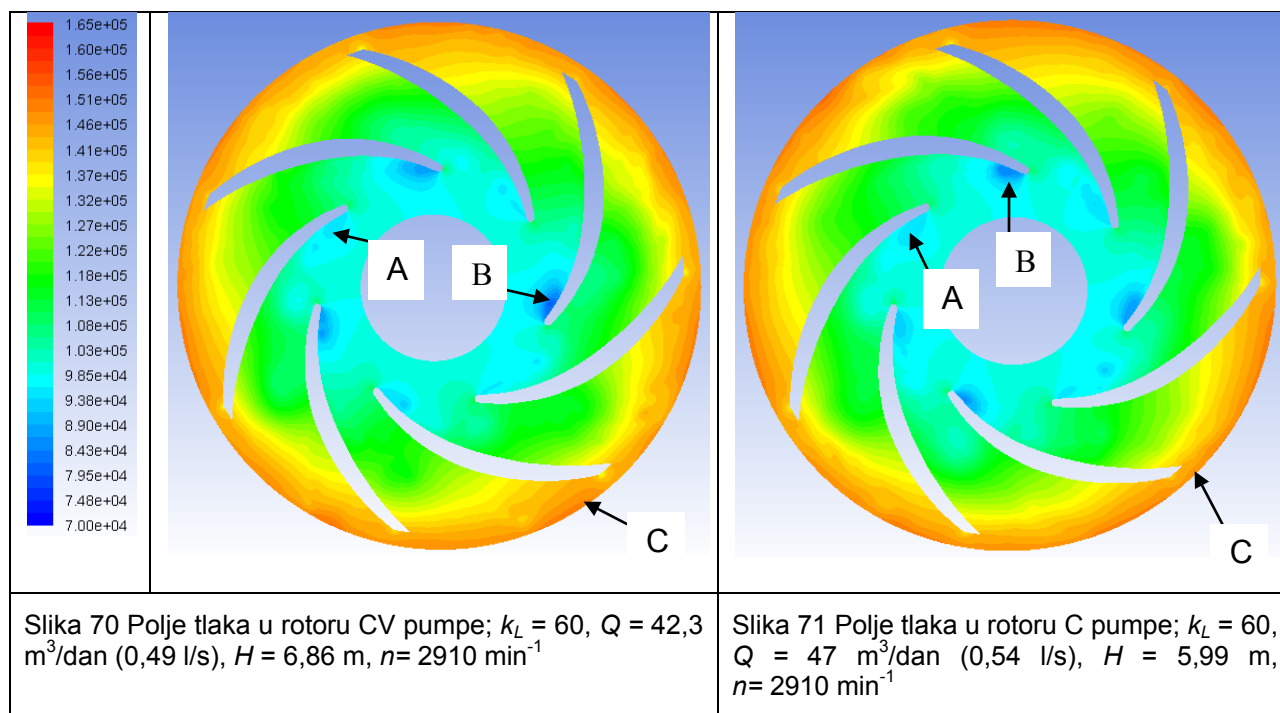 1.65e+05
1.60e+05
1.56e+05
1.51e+05
1.46e+05
1.41e+05
1.37e+05
1.32e+05
1.27e+05
1.22e+05
1.18e+05
1.13e+05
1.08e+05
1.03e+05
9.85e+04
9.38e+04
8.90e+04
8.43e+04
7.95e+04
7.48e+04
7.00e+04
A
B
C
B
A
C
Slika 70 Polje tlaka u rotoru CV pumpe; k_L = 60, Q = 42,3
m³/dan (0,49 l/s), H = 6,86 m, n= 2910 min⁻¹
Slika 71 Polje tlaka u rotoru C pumpe; k_L = 60,
Q = 47 m³/dan (0,54 l/s), H = 5,99 m,
n= 2910 min⁻¹